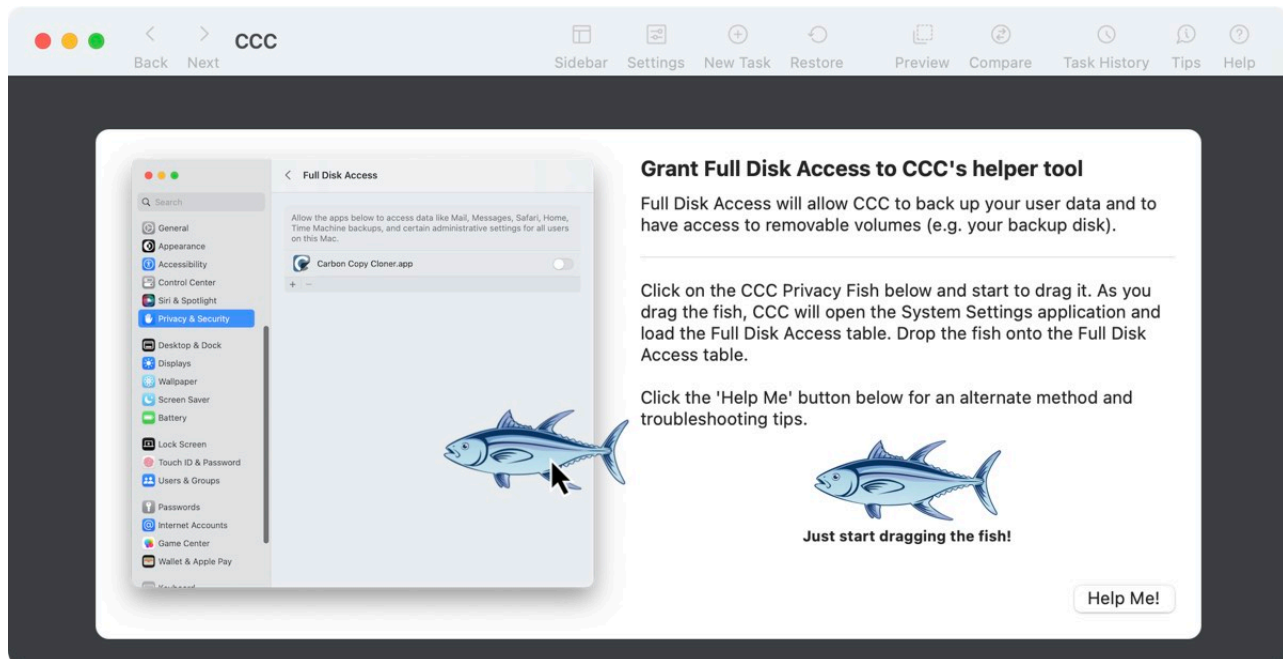 CCC
Back Next
Sidebar Settings New Task Restore Preview Compare Task History Tips Help
Full Disk Access
Search
General
Appearance
Accessibility
Control Center
Siri & Spotlight
Privacy & Security
Desktop & Dock
Displays
Wallpaper
Screen Saver
Battery
Lock Screen
Touch ID & Password
Users & Groups
Passwords
Internet Accounts
Game Center
Wallet & Apple Pay
Allow the apps below to access data like Mail, Messages, Safari, Home,
Time Machine backups, and certain administrative settings for all users
on this Mac.
Carbon Copy Cloner.app
+ −
Grant Full Disk Access to CCC's helper tool
Full Disk Access will allow CCC to back up your user data and to
have access to removable volumes (e.g. your backup disk).
Click on the CCC Privacy Fish below and start to drag it. As you
drag the fish, CCC will open the System Settings application and
load the Full Disk Access table. Drop the fish onto the Full Disk
Access table.
Click the 'Help Me' button below for an alternate method and
troubleshooting tips.
Just start dragging the fish!
Help Me!